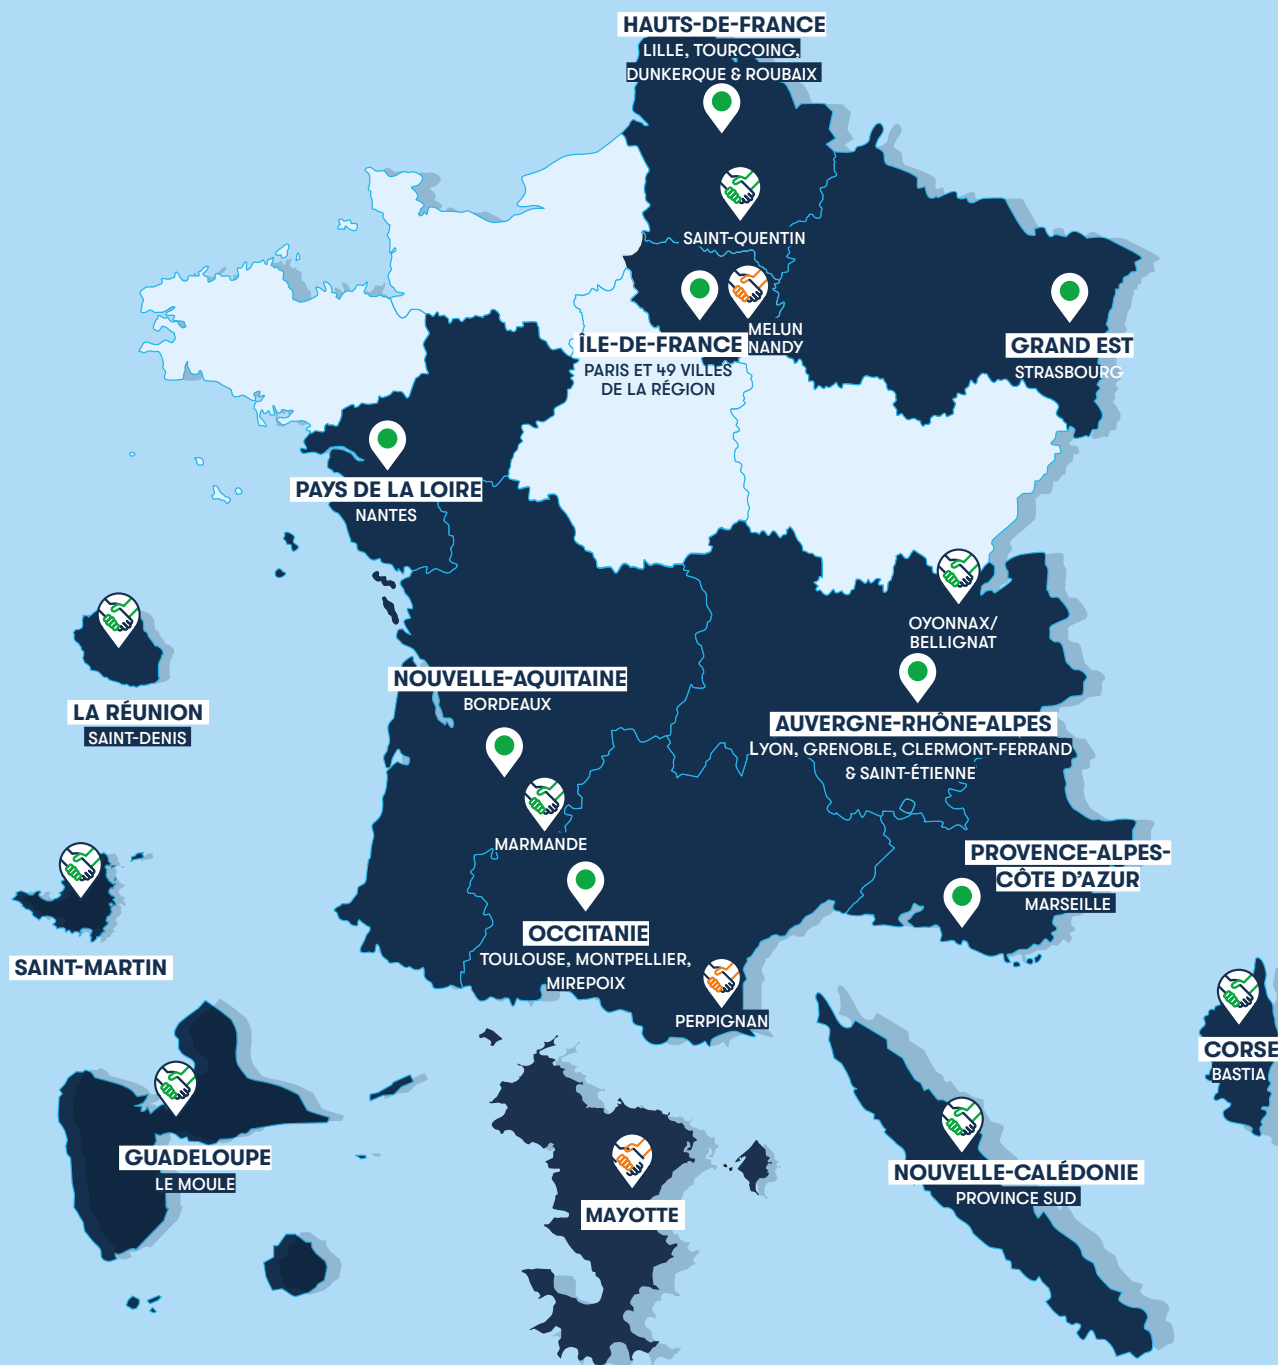 HAUTS-DE-FRANCE
LILLE, TOURCOING,
DUNKERQUE & ROUBAIX
SAINT-QUENTIN
MELUN
NANDY
ÎLE-DE-FRANCE
PARIS ET 49 VILLES
DE LA RÉGION
GRAND EST
STRASBOURG
PAYS DE LA LOIRE
NANTES
OYONNAX/
BELLIGNAT
LA RÉUNION
SAINT-DENIS
NOUVELLE-AQUITAINE
BORDEAUX
MARMANDE
AUVERGNE-RHÔNE-ALPES
LYON, GRENOBLE, CLERMONT-FERRAND
& SAINT-ÉTIENNE
PROVENCE-ALPES-
CÔTE D'AZUR
MARSEILLE
OCCITANIE
TOULOUSE, MONTPELLIER,
MIREPOIX
PERPIGNAN
SAINT-MARTIN
CORSE
BASTIA
GUADELOUPE
LE MOULE
MAYOTTE
NOUVELLE-CALÉDONIE
PROVINCE SUD